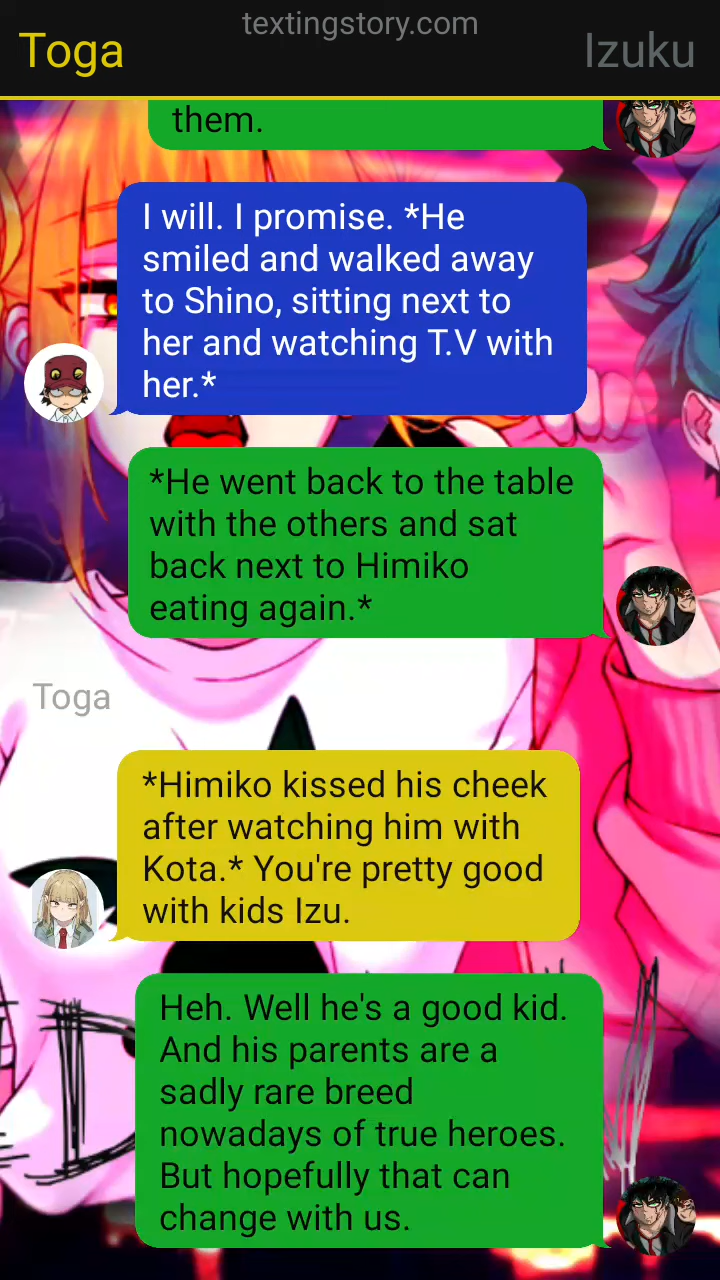 textingstory.com
Toga
Izuku
them.
I will. I promise. *He
smiled and walked away
to Shino, sitting next to
her and watching T.V with
her.*
*He went back to the table
with the others and sat
back next to Himiko
eating again.*
Toga
*Himiko kissed his cheek
after watching him with
Kota.* You're pretty good
with kids Izu.
Heh. Well he's a good kid.
And his parents are a
sadly rare breed
nowadays of true heroes.
But hopefully that can
change with us.